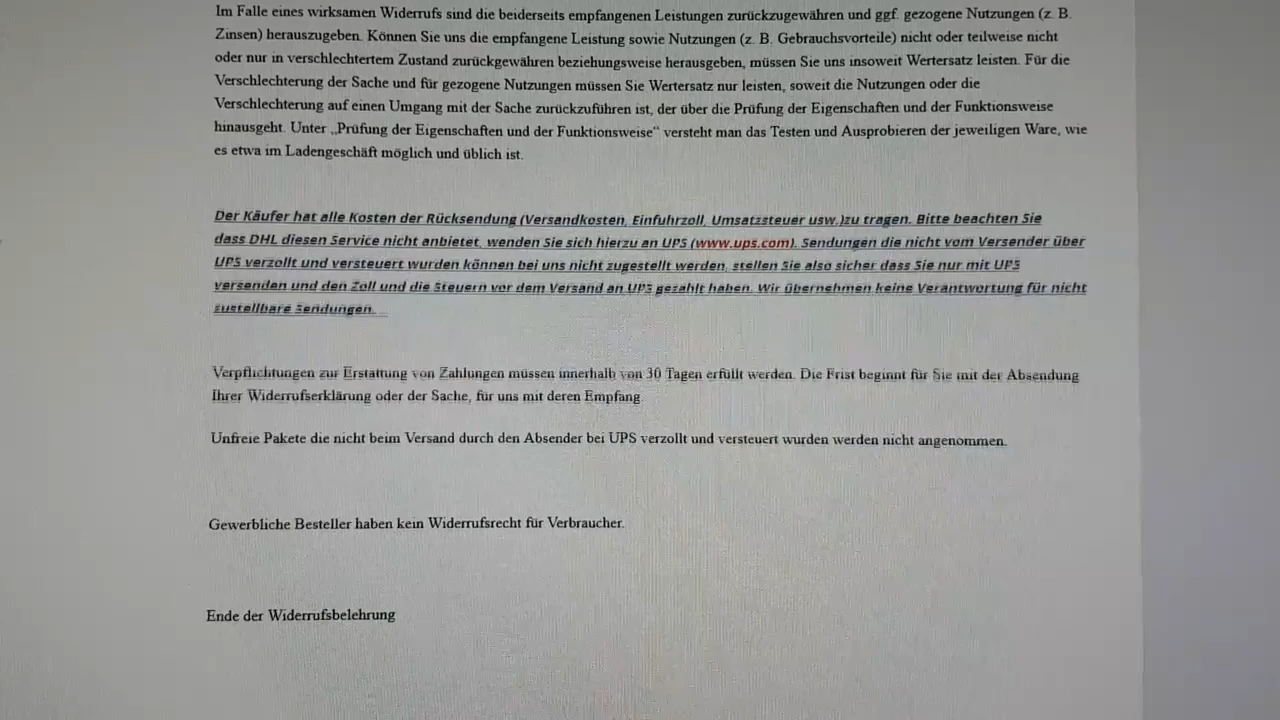 Im Falle eines wirksamen Widerrufs sind die beiderseits empfangenen Leistungen zurückzugewähren und ggf. gezogene Nutzungen (z. B.
Zinsen) herauszugeben. Können Sie uns die empfangene Leistung sowie Nutzungen (z. B. Gebrauchsvorteile) nicht oder teilweise nicht
oder nur in verschlechtertem Zustand zurückgewähren beziehungsweise herausgeben, müssen Sie uns insoweit Wertersatz leisten. Für die
Verschlechterung der Sache und für gezogene Nutzungen müssen Sie Wertersatz nur leisten, soweit die Nutzungen oder die
Verschlechterung auf einen Umgang mit der Sache zurückzuführen ist, der über die Prüfung der Eigenschaften und der Funktionsweise
hinausgeht. Unter „Prüfung der Eigenschaften und der Funktionsweise“ versteht man das Testen und Ausprobieren der jeweiligen Ware, wie
es etwa im Ladengeschäft möglich und üblich ist.
Der Käufer hat alle Kosten der Rücksendung (Versandkosten, Einfuhrzoll, Umsatzsteuer usw.)zu tragen. Bitte beachten Sie
dass DHL diesen Service nicht anbietet, wenden Sie sich hierzu an UPS (www.ups.com). Sendungen die nicht vom Versender über
UPS verzollt und versteuert wurden können bei uns nicht zugestellt werden, stellen Sie also sicher dass Sie nur mit UPS
versenden und den Zoll und die Steuern vor dem Versand an UPS gezahlt haben. Wir übernehmen keine Verantwortung für nicht
zustellbare Sendungen.
Verpflichtungen zur Erstattung von Zahlungen müssen innerhalb von 30 Tagen erfüllt werden. Die Frist beginnt für Sie mit der Absendung
Ihrer Widerrufserklärung oder der Sache, für uns mit deren Empfang.
Unfreie Pakete die nicht beim Versand durch den Absender bei UPS verzollt und versteuert wurden werden nicht angenommen.
Gewerbliche Besteller haben kein Widerrufsrecht für Verbraucher.
Ende der Widerrufsbelehrung